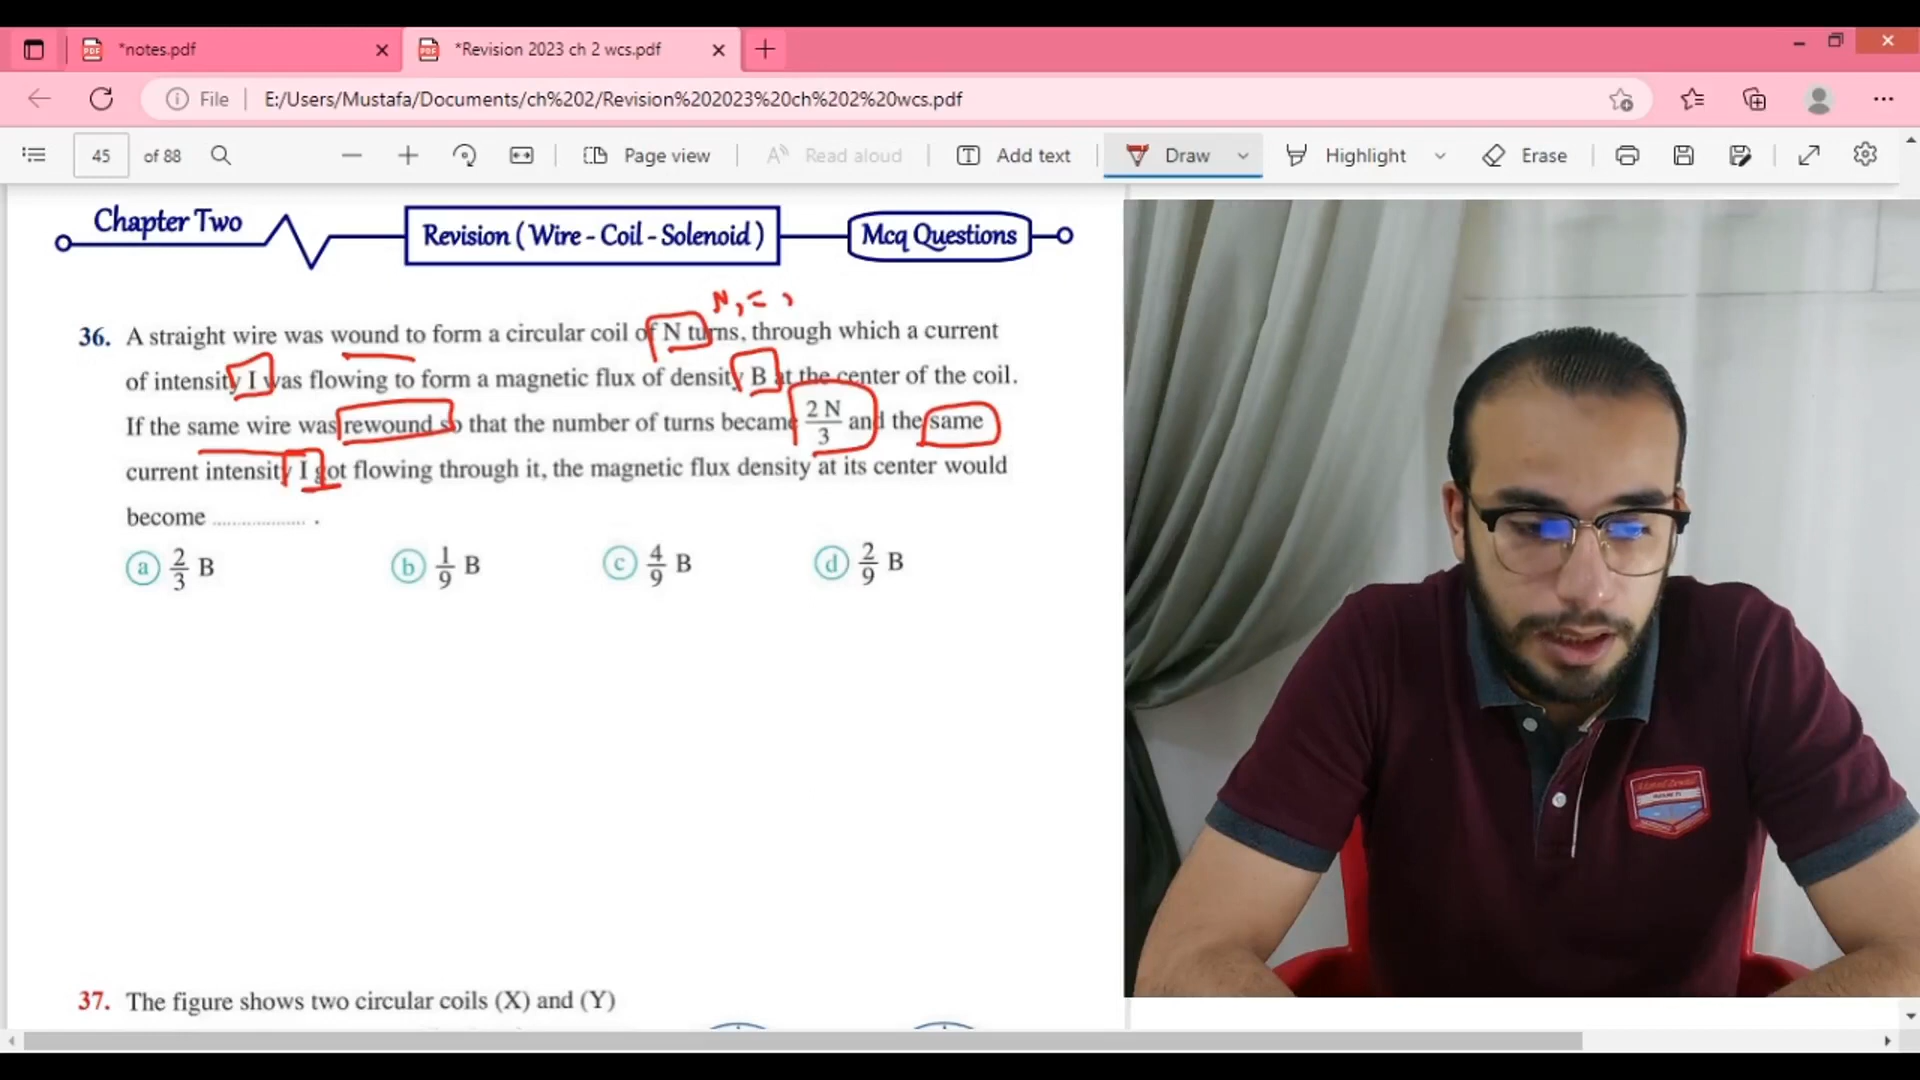 *notes.pdf
*Revision 2023 ch 2 wcs.pdf
File
E:/Users/Mustafa/Documents/ch%202/Revision%202023%20ch%202%20wcs.pdf
45 of 88
Page view
Read aloud
Add text
Draw
Highlight
Erase
Chapter Two
Revision ( Wire - Coil - Solenoid )
Mcq Questions
N, =
36. A straight wire was wound to form a circular coil of N turns, through which a current
of intensity I was flowing to form a magnetic flux of density B at the center of the coil.
If the same wire was rewound so that the number of turns became 2 N/3 and the same
current intensity I got flowing through it, the magnetic flux density at its center would
become .................. .
a 2/3 B
b 1/9 B
c 4/9 B
d 2/9 B
37. The figure shows two circular coils (X) and (Y)